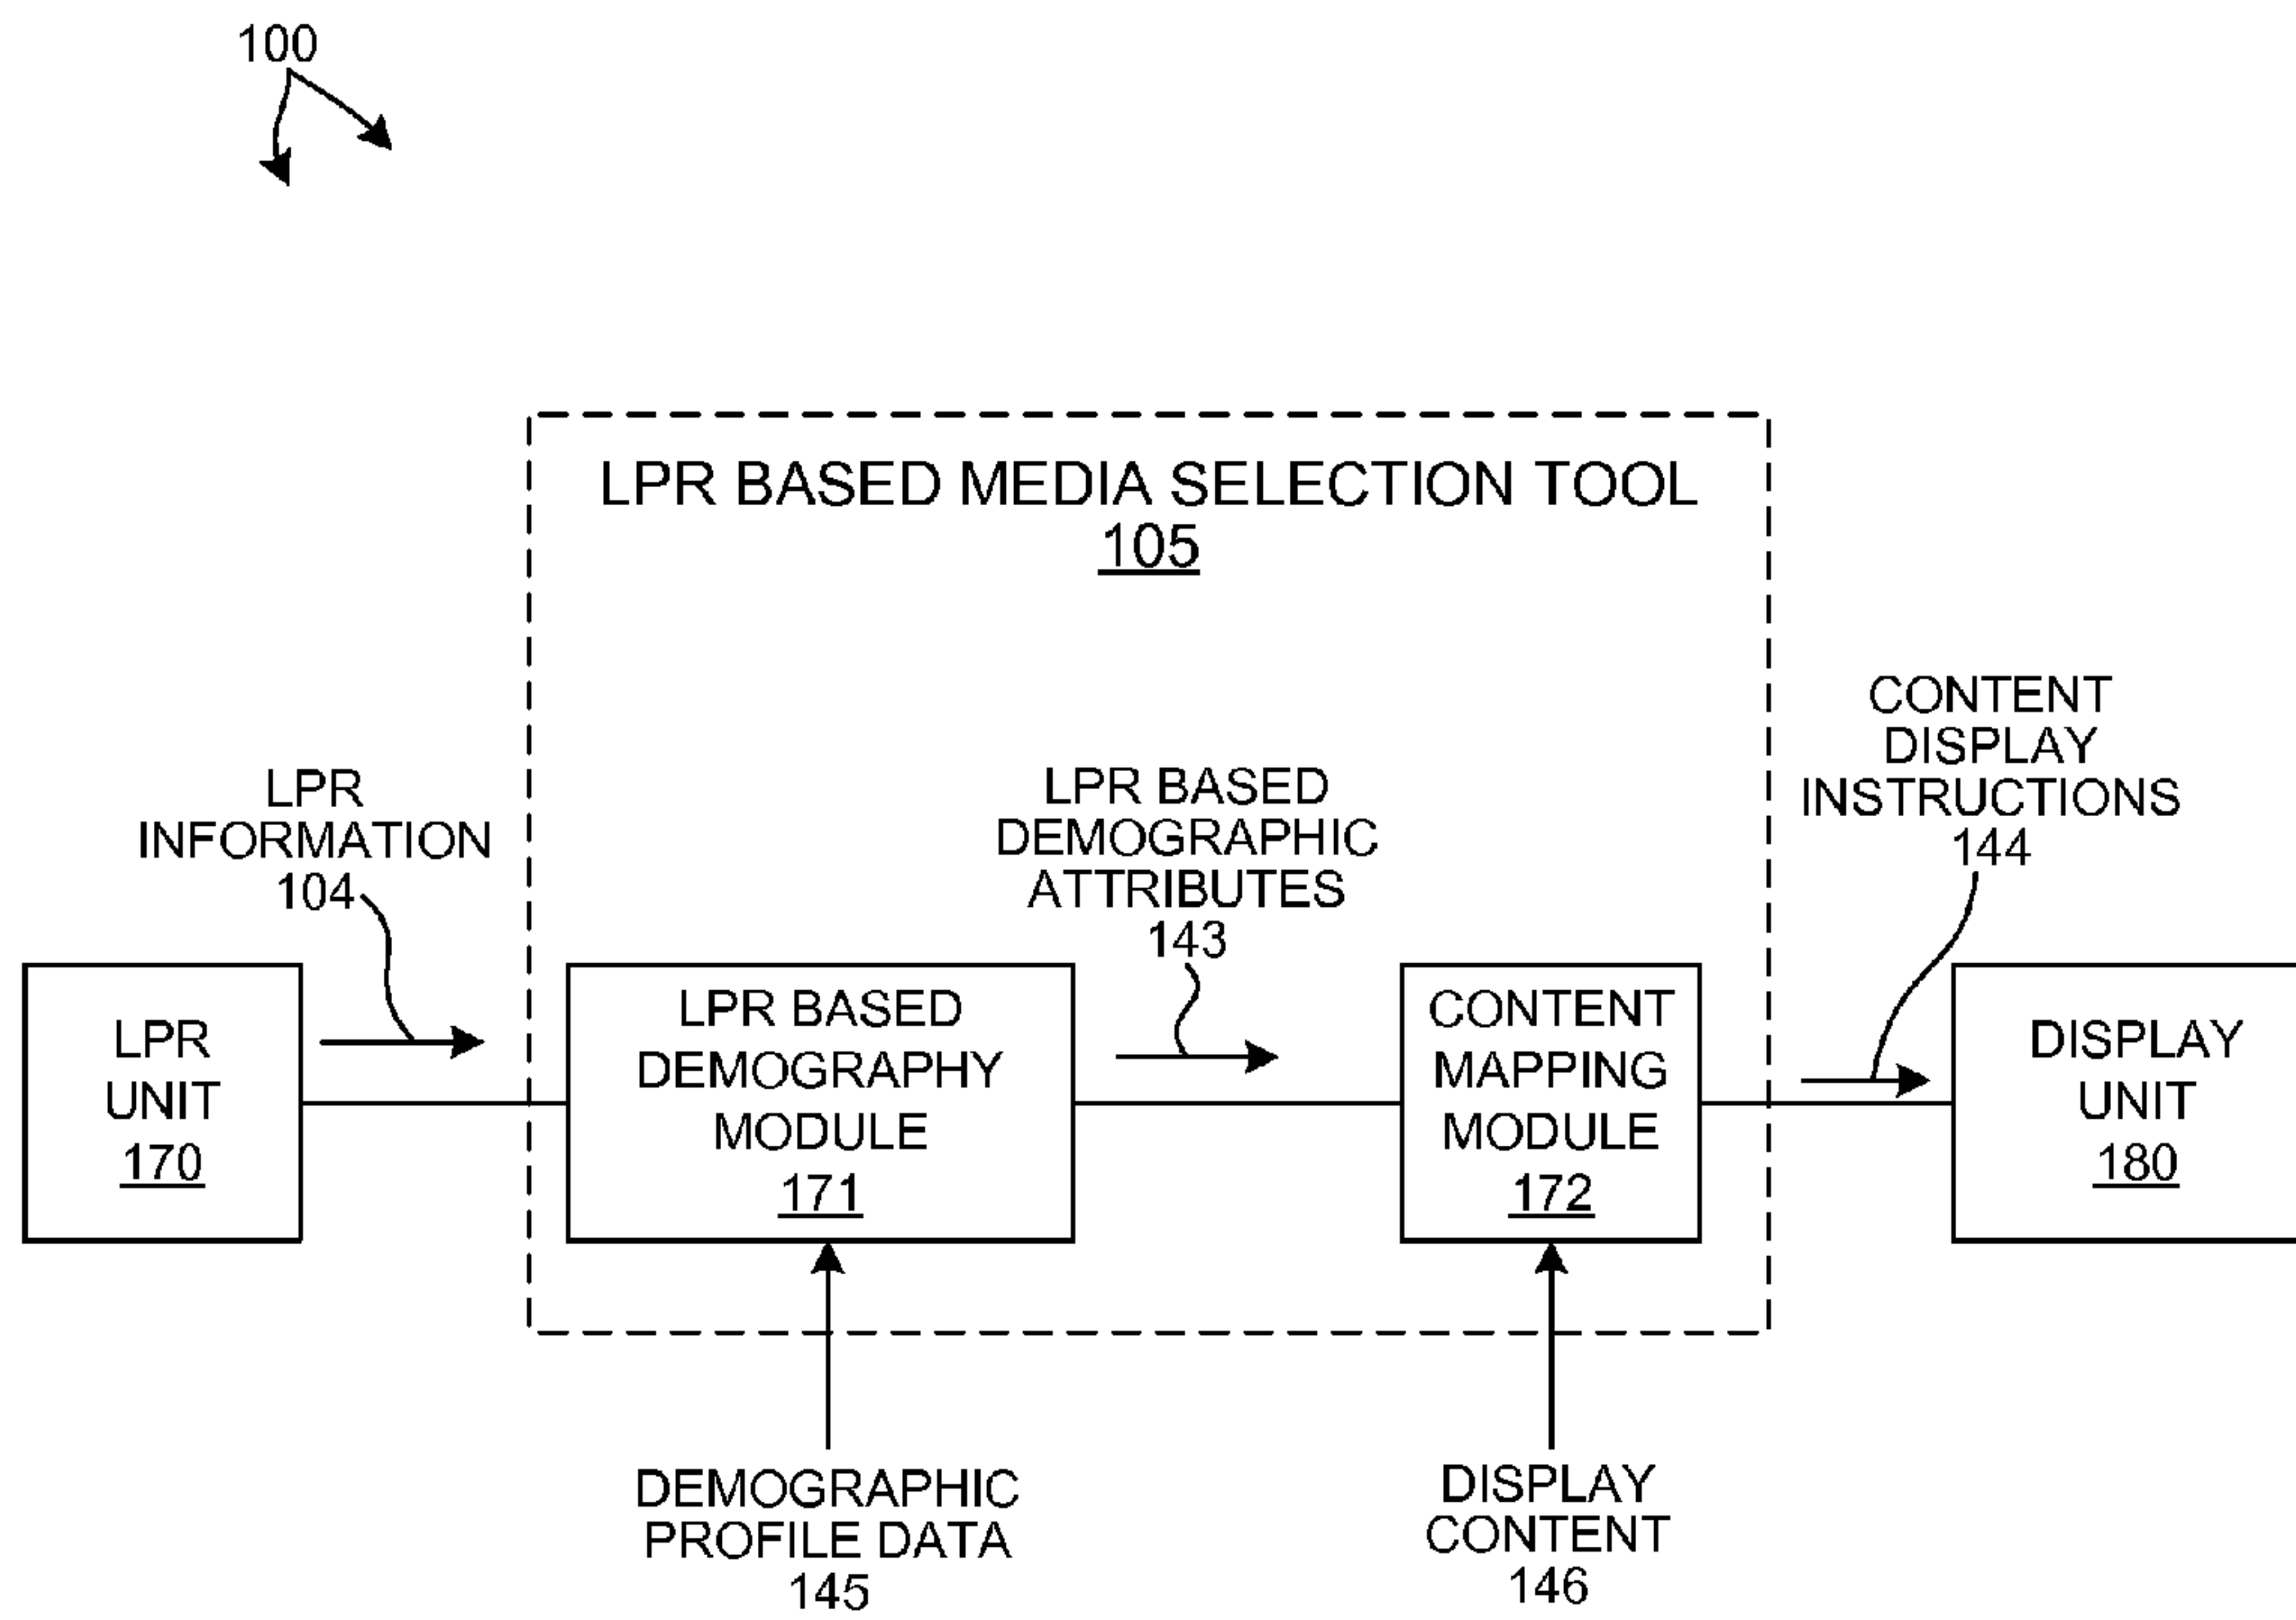 100
LPR BASED MEDIA SELECTION TOOL
105
LPR
INFORMATION
104
LPR BASED
DEMOGRAPHIC
ATTRIBUTES
143
CONTENT
DISPLAY
INSTRUCTIONS
144
LPR
UNIT
170
LPR BASED
DEMOGRAPHY
MODULE
171
CONTENT
MAPPING
MODULE
172
DISPLAY
UNIT
180
DEMOGRAPHIC
PROFILE DATA
145
DISPLAY
CONTENT
146